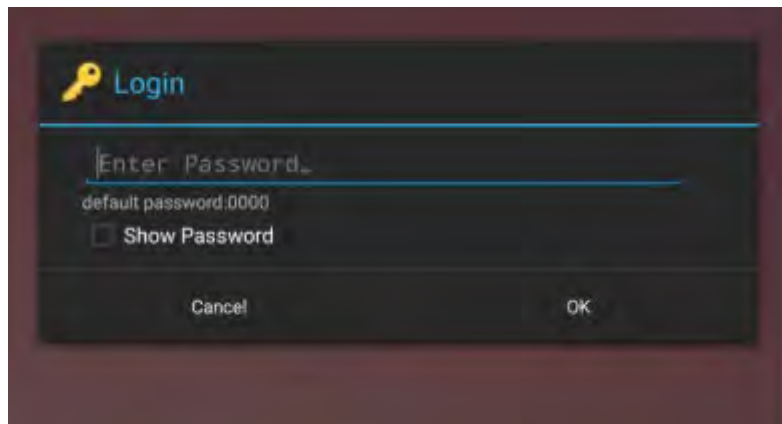 Login
Enter Password…
default password:0000
Show Password
Cancel
OK